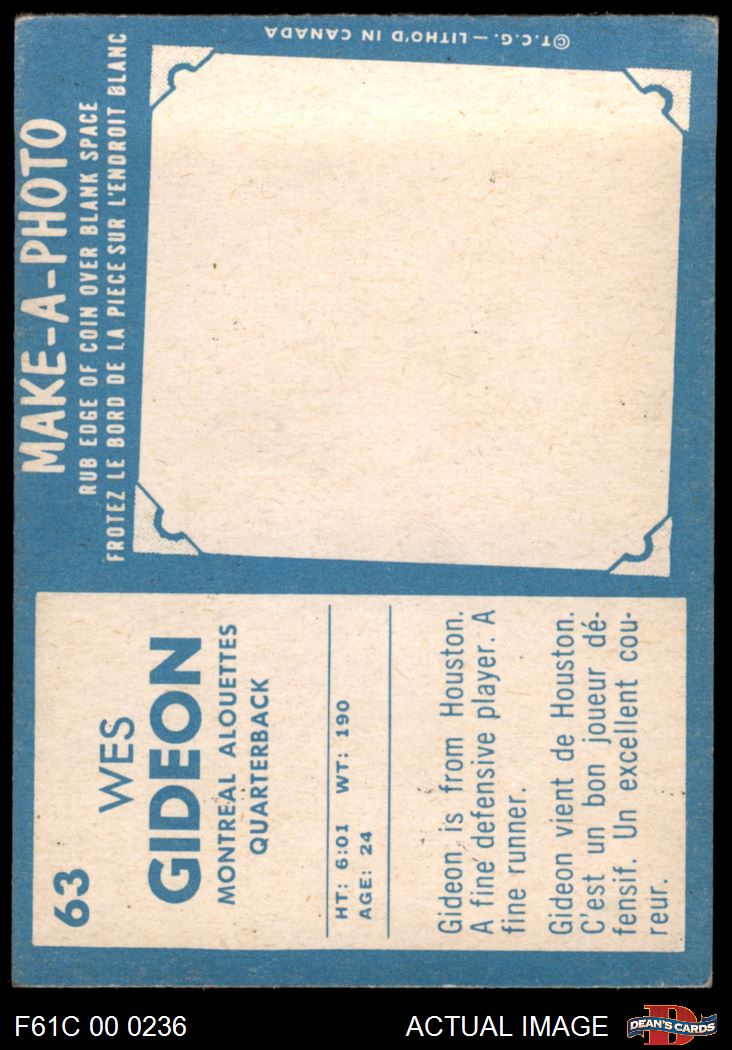 ©T.C.G. — LITHO'D IN CANADA
MAKE-A-PHOTO
RUB EDGE OF COIN OVER BLANK SPACE
FROTEZ LE BORD DE LA PIECE SUR L'ENDROIT BLANC
63
WES
GIDEON
MONTREAL ALOUETTES
QUARTERBACK
HT: 6:01 WT: 190
AGE: 24
Gideon is from Houston.
A fine defensive player. A
fine runner.
Gideon vient de Houston.
C'est un bon joueur dé-
fensif. Un excellent cou-
reur.
F61C 00 0236
ACTUAL IMAGE
D
DEAN'S CARDS